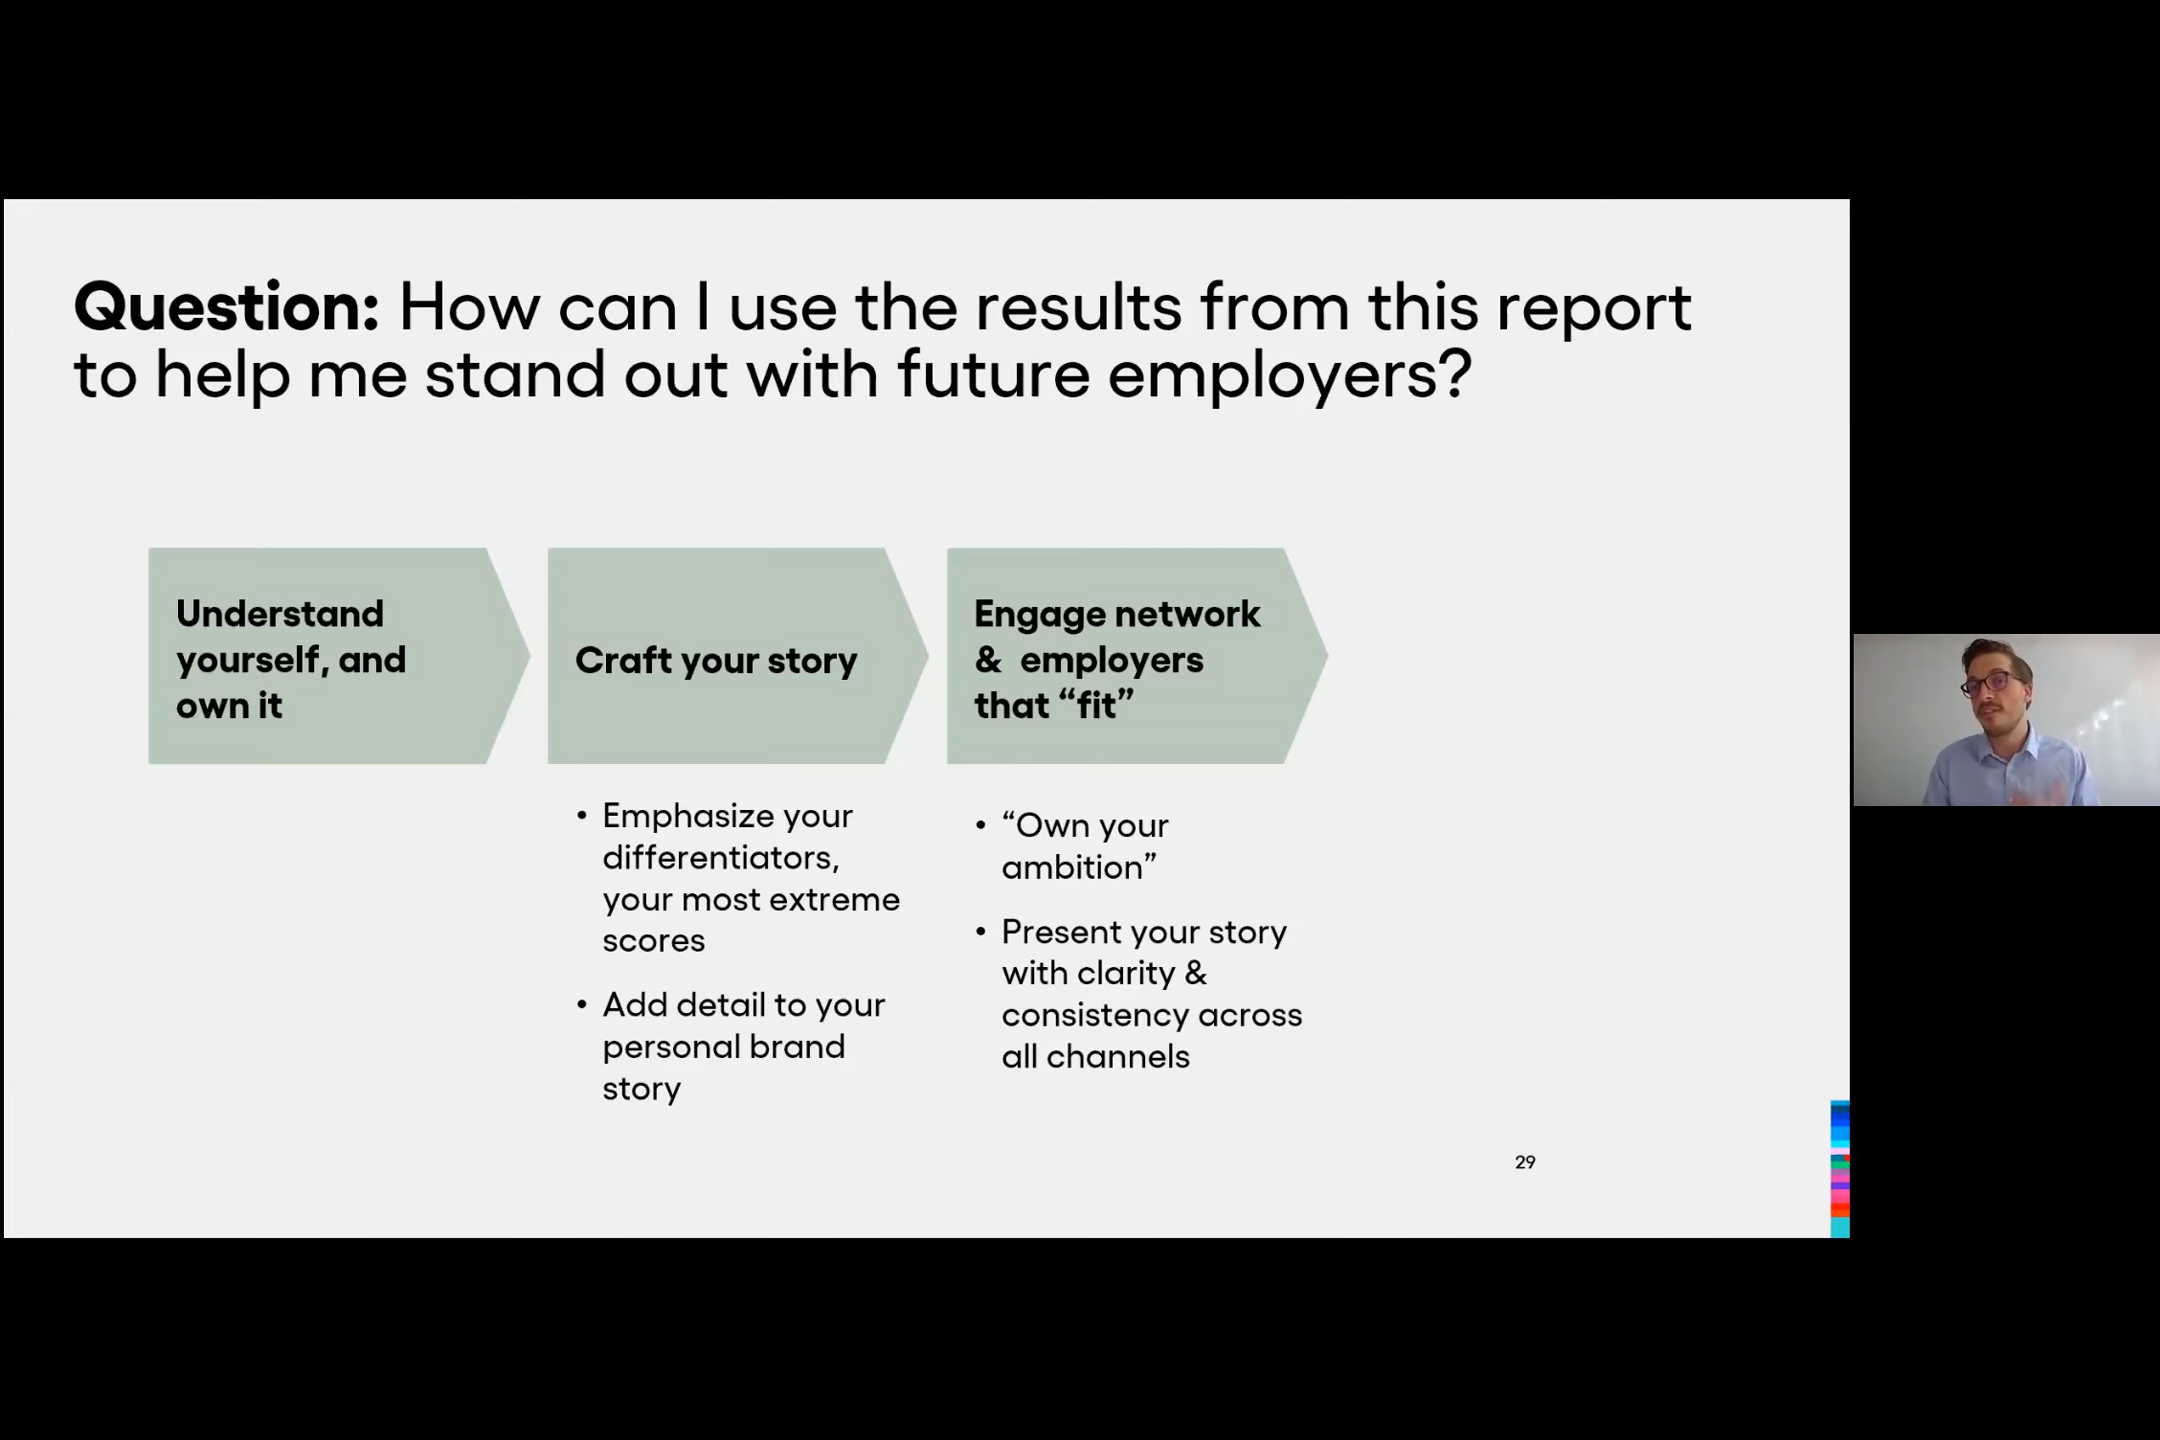 Question: How can I use the results from this report
to help me stand out with future employers?
Understand
yourself, and
own it
Craft your story
• Emphasize your
differentiators,
your most extreme
scores
• Add detail to your
personal brand
story
Engage network
&  employers
that “fit”
• “Own your
ambition”
• Present your story
with clarity &
consistency across
all channels
29